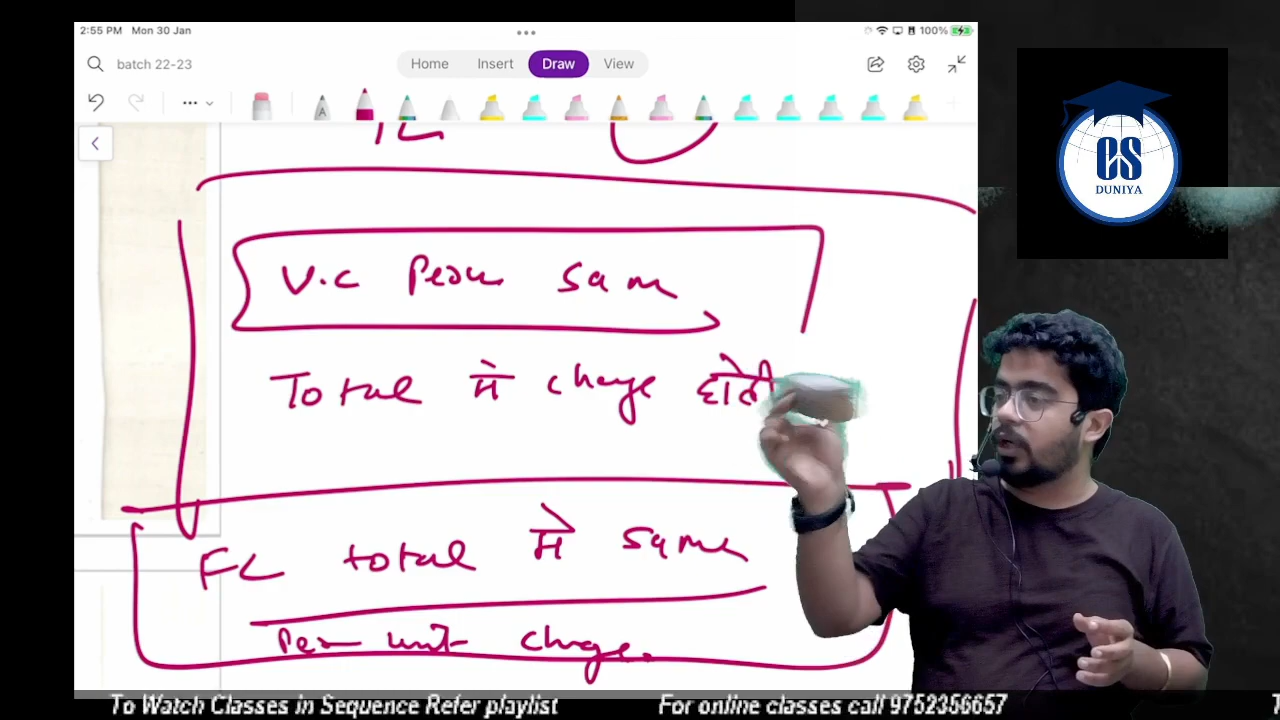 2:55 PM Mon 30 Jan
100%
batch 22-23
Home Insert Draw View
A
V.C Per same
Total में change होती
FC total में same
Per unit change.
CS
DUNIYA
To Watch Classes in Sequence Refer playlist For online classes call 9752356657